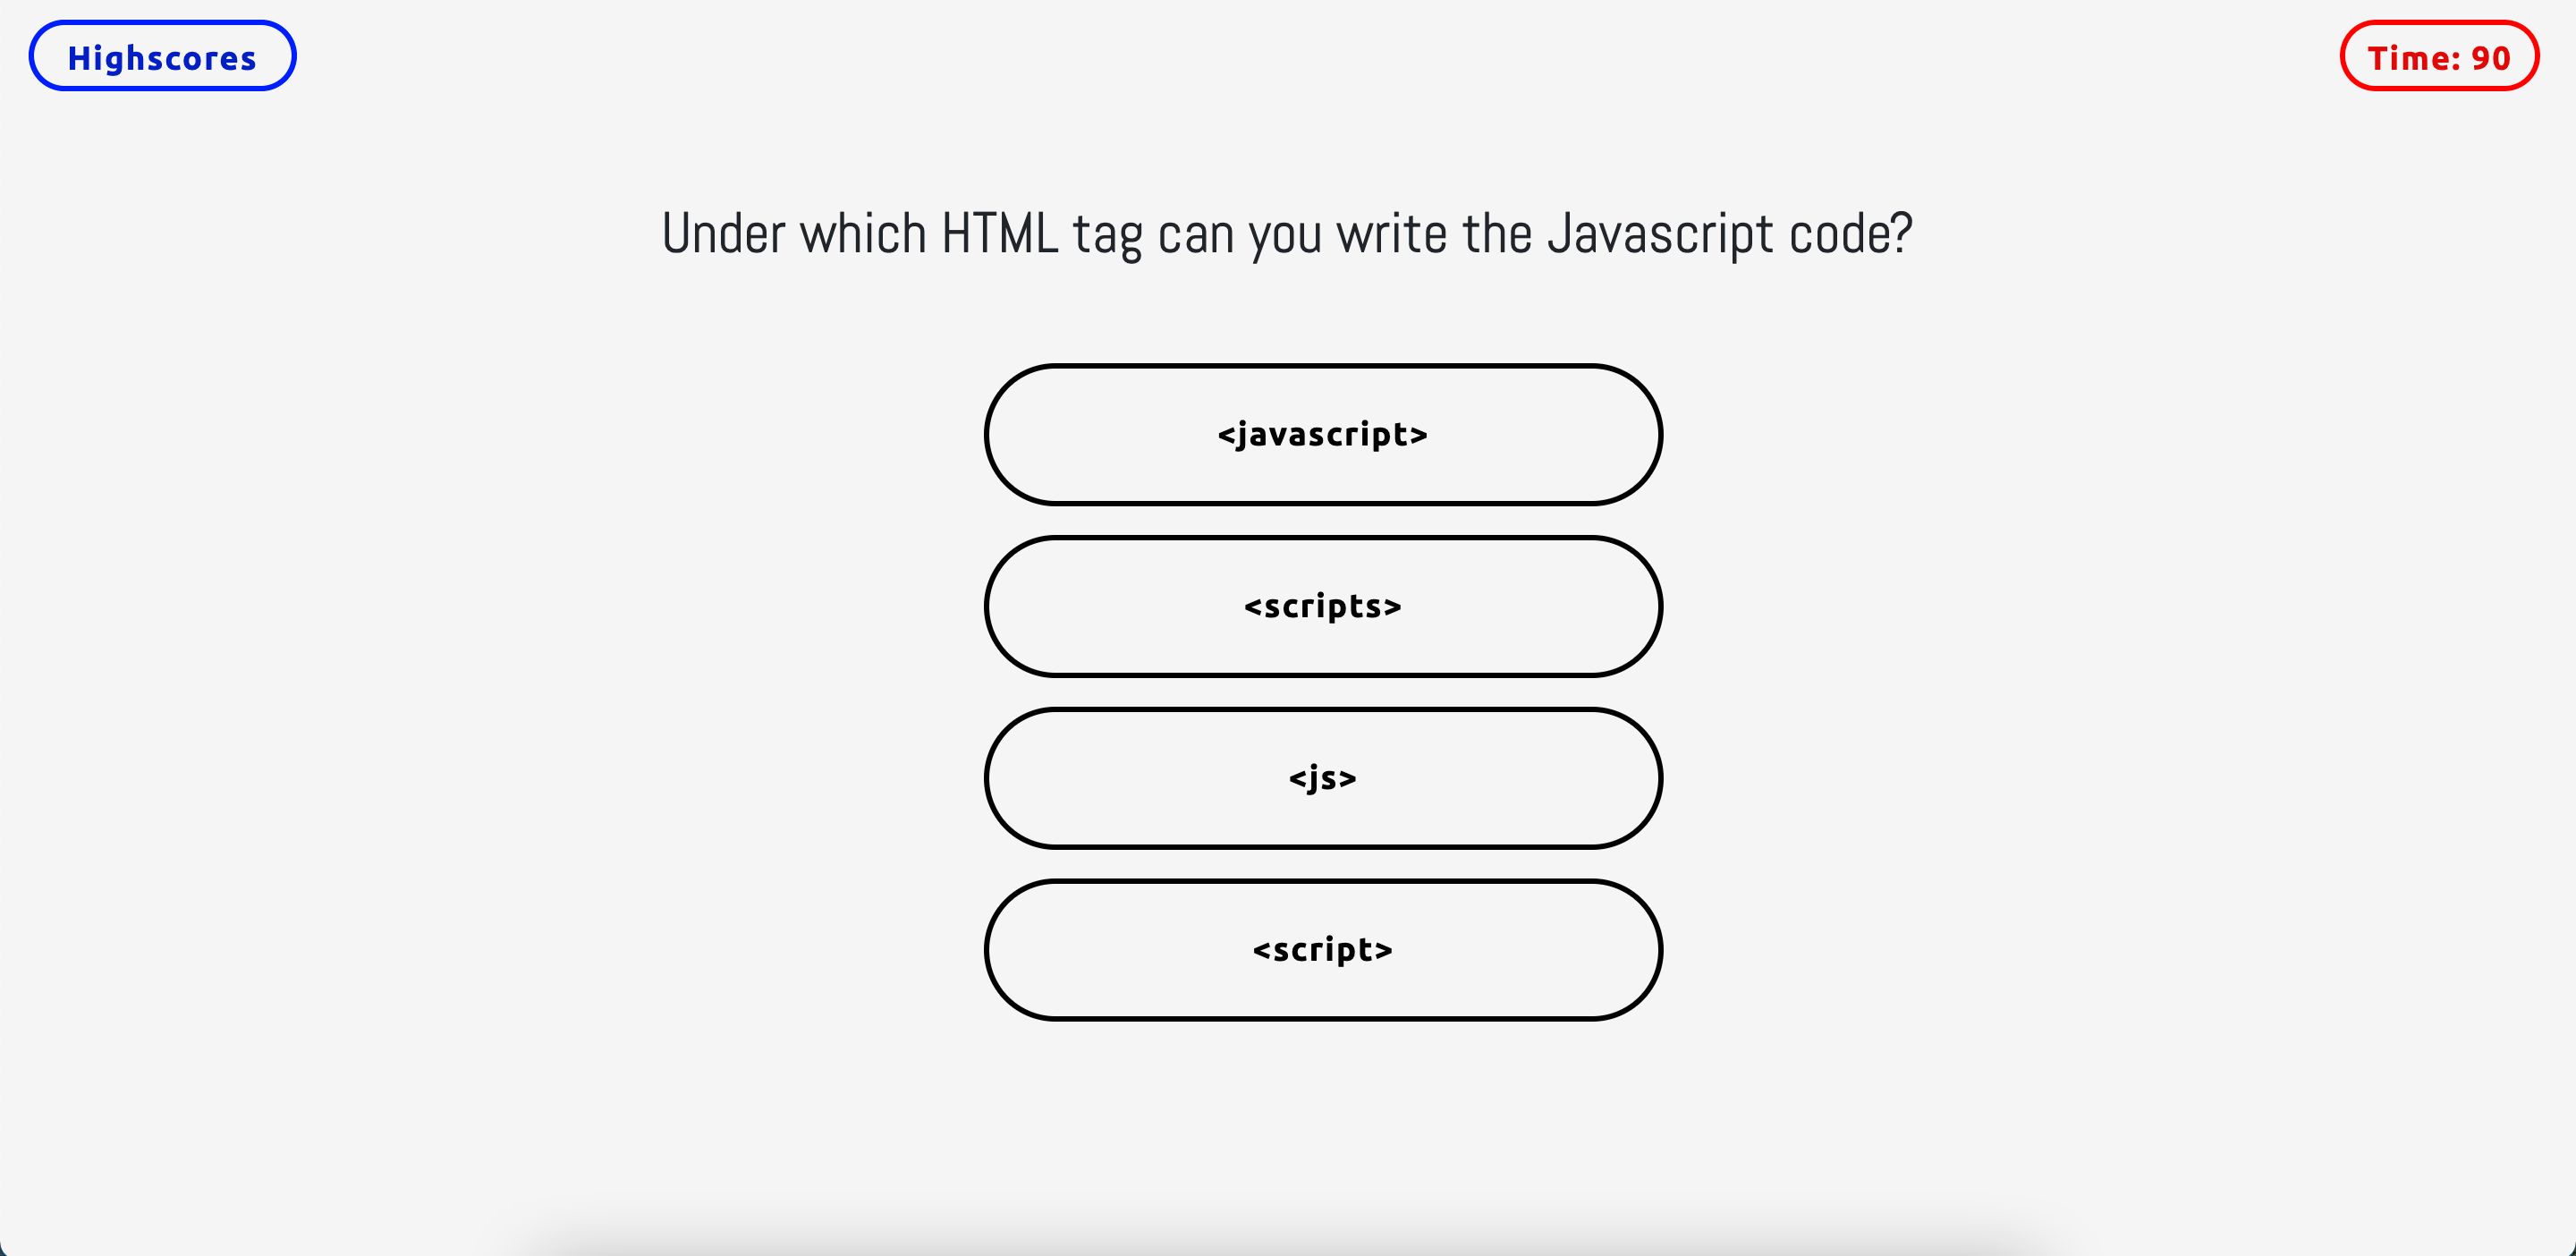 Highscores
Time: 90
Under which HTML tag can you write the Javascript code?
<javascript>
<scripts>
<js>
<script>